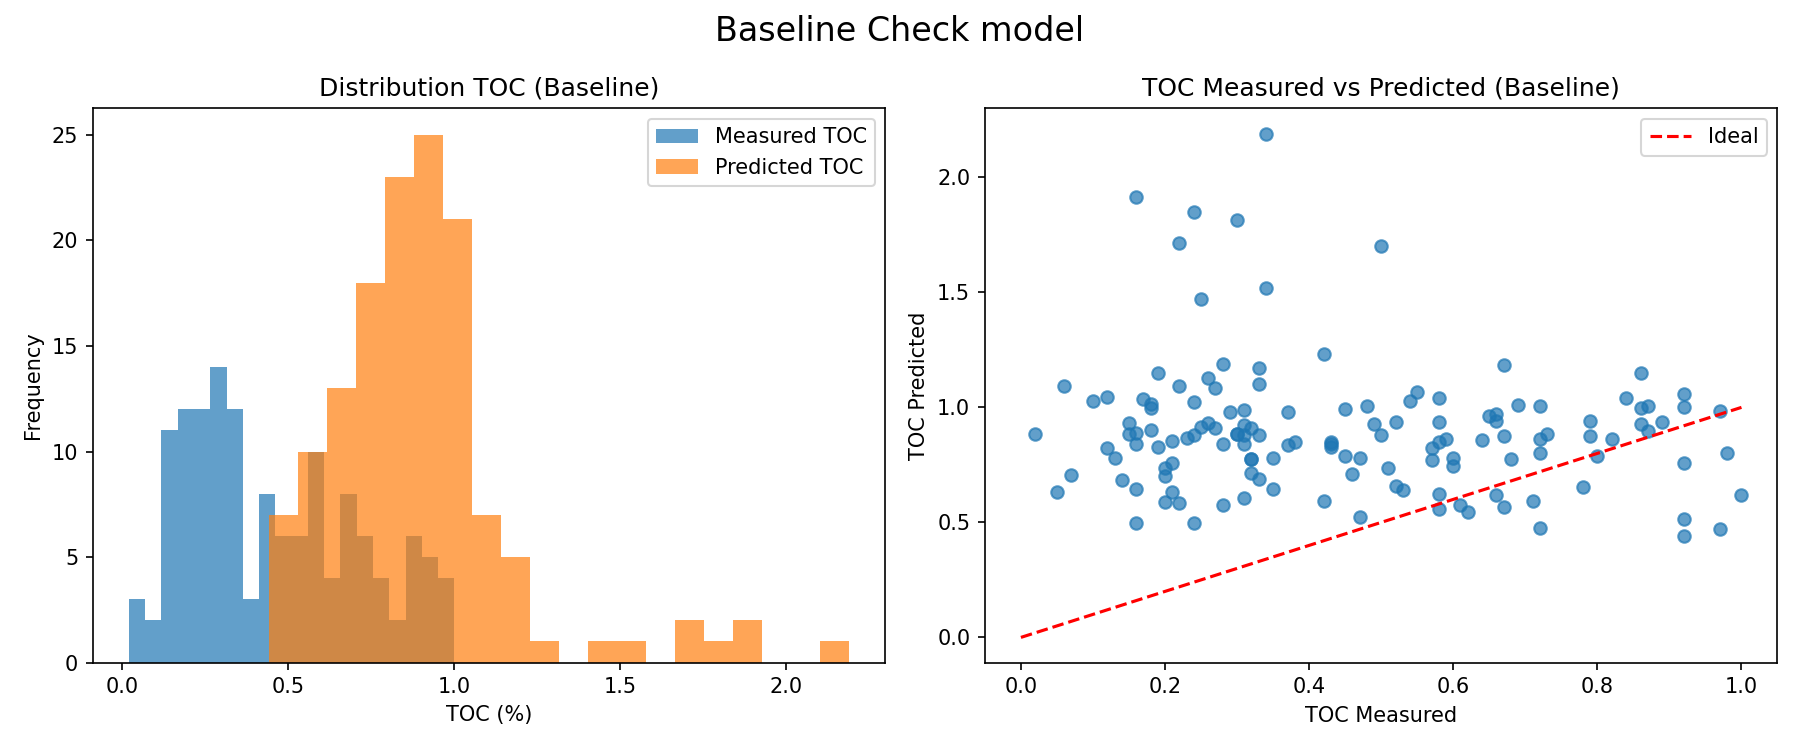 Baseline Check model
Distribution TOC (Baseline)
Measured TOC
Predicted TOC
Frequency
25
20
15
10
5
0
0.0 0.5 1.0 1.5 2.0
TOC (%)
TOC Measured vs Predicted (Baseline)
Ideal
TOC Predicted
2.0
1.5
1.0
0.5
0.0
0.0 0.2 0.4 0.6 0.8 1.0
TOC Measured